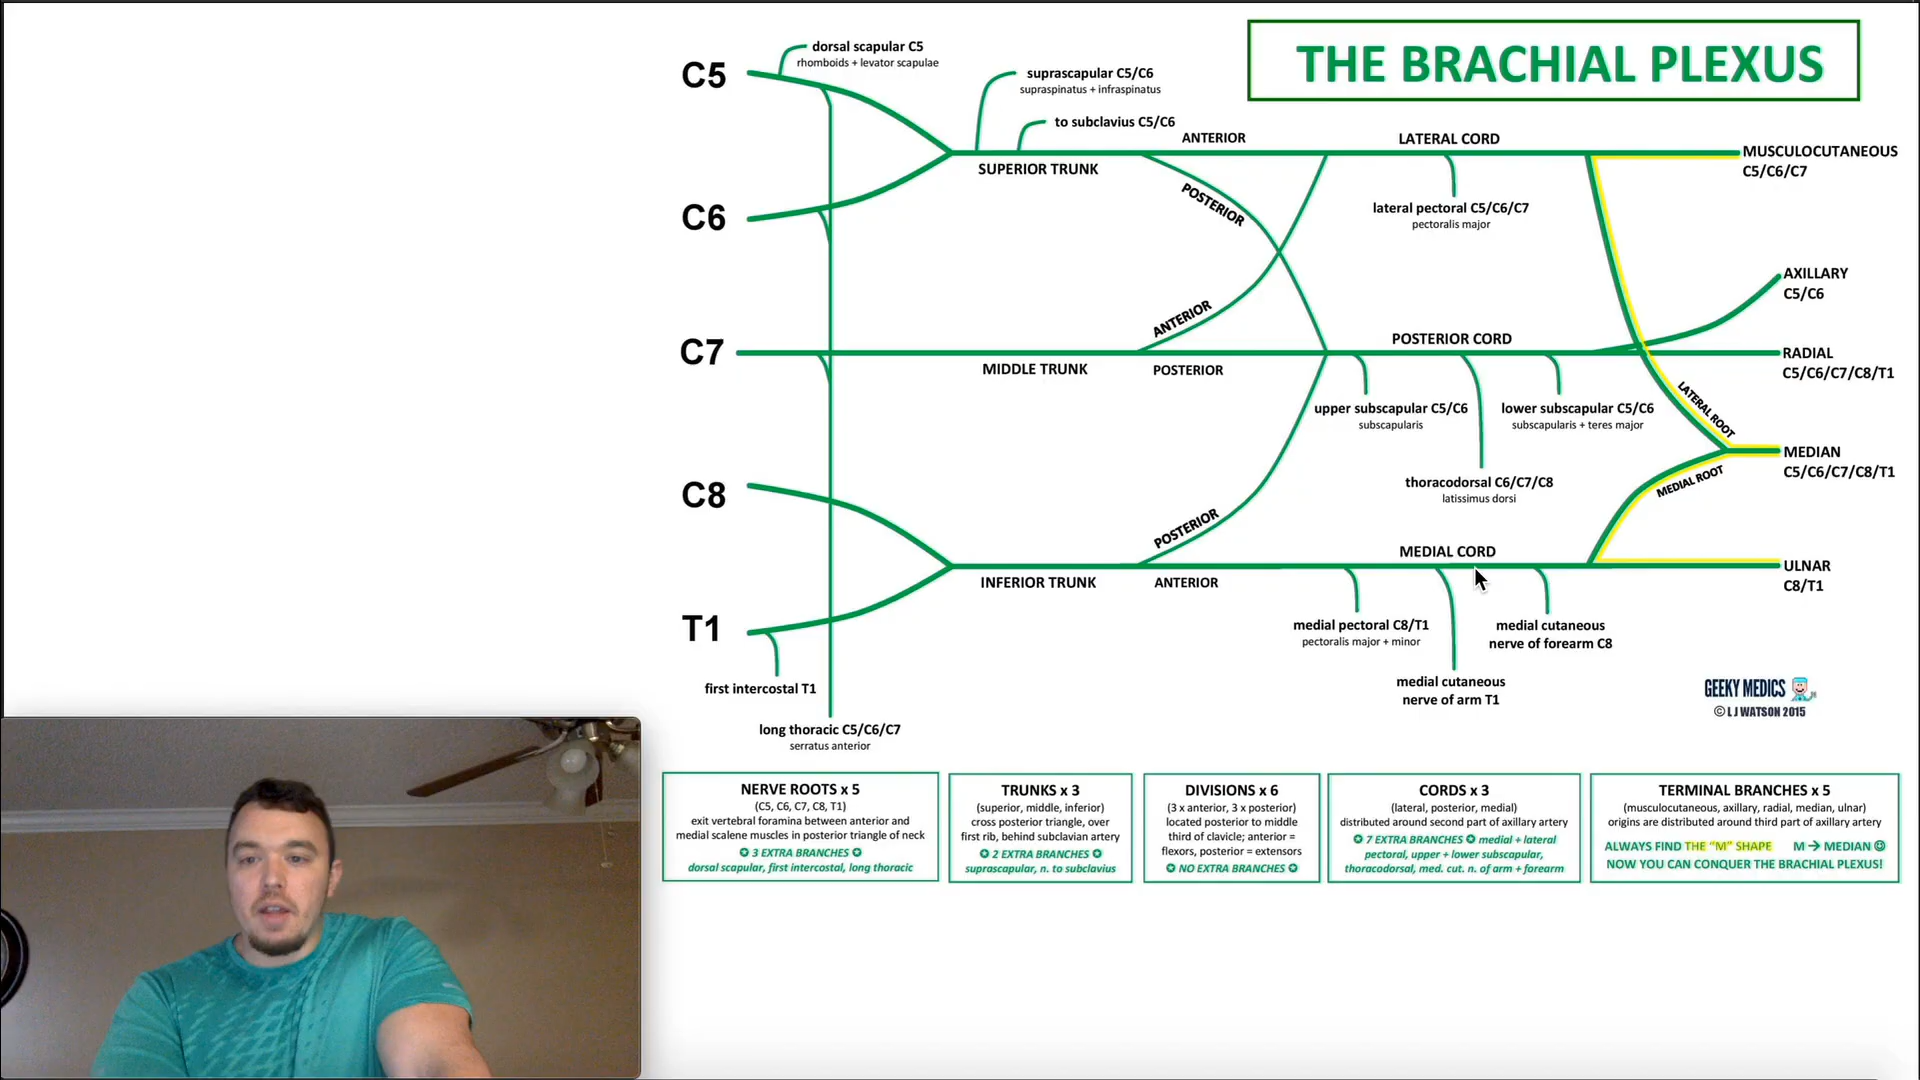 THE BRACHIAL PLEXUS
C5
dorsal scapular C5
rhomboids + levator scapulae
suprascapular C5/C6
supraspinatus + infraspinatus
to subclavius C5/C6
ANTERIOR
LATERAL CORD
MUSCULOCUTANEOUS
C5/C6/C7
SUPERIOR TRUNK
POSTERIOR
lateral pectoral C5/C6/C7
pectoralis major
C6
AXILLARY
C5/C6
ANTERIOR
C7
MIDDLE TRUNK
POSTERIOR
POSTERIOR CORD
RADIAL
C5/C6/C7/C8/T1
upper subscapular C5/C6
subscapularis
lower subscapular C5/C6
subscapularis + teres major
LATERAL ROOT
MEDIAN
C5/C6/C7/C8/T1
MEDIAL ROOT
thoracodorsal C6/C7/C8
latissimus dorsi
C8
POSTERIOR
MEDIAL CORD
INFERIOR TRUNK
ANTERIOR
ULNAR
C8/T1
T1
medial pectoral C8/T1
pectoralis major + minor
medial cutaneous
nerve of forearm C8
medial cutaneous
nerve of arm T1
first intercostal T1
long thoracic C5/C6/C7
serratus anterior
GEEKY MEDICS
© L J WATSON 2015
NERVE ROOTS x 5
(C5, C6, C7, C8, T1)
exit vertebral foramina between anterior and
medial scalene muscles in posterior triangle of neck
✪ 3 EXTRA BRANCHES ✪
dorsal scapular, first intercostal, long thoracic
TRUNKS x 3
(superior, middle, inferior)
cross posterior triangle, over
first rib, behind subclavian artery
✪ 2 EXTRA BRANCHES ✪
suprascapular, n. to subclavius
DIVISIONS x 6
(3 x anterior, 3 x posterior)
located posterior to middle
third of clavicle; anterior =
flexors, posterior = extensors
✪ NO EXTRA BRANCHES ✪
CORDS x 3
(lateral, posterior, medial)
distributed around second part of axillary artery
✪ 7 EXTRA BRANCHES ✪ medial + lateral
pectoral, upper + lower subscapular,
thoracodorsal, med. cut. n. of arm + forearm
TERMINAL BRANCHES x 5
(musculocutaneous, axillary, radial, median, ulnar)
origins are distributed around third part of axillary artery
ALWAYS FIND THE “M” SHAPE M → MEDIAN ☺
NOW YOU CAN CONQUER THE BRACHIAL PLEXUS!